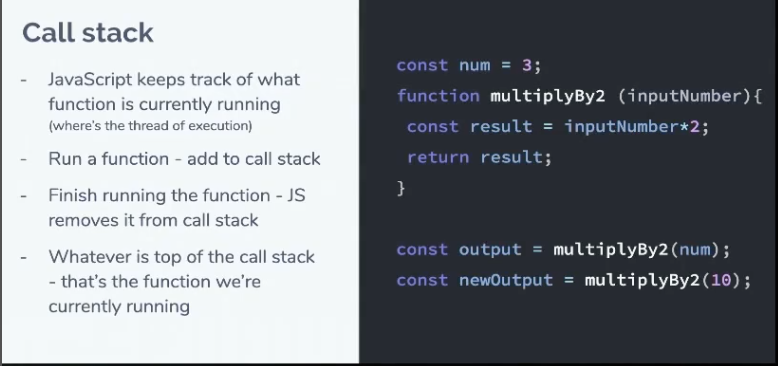 Call stack
- JavaScript keeps track of what
function is currently running
(where's the thread of execution)
- Run a function - add to call stack
- Finish running the function - JS
removes it from call stack
- Whatever is top of the call stack
- that's the function we're
currently running
const num = 3;
function multiplyBy2 (inputNumber){
const result = inputNumber*2;
return result;
}
const output = multiplyBy2(num);
const newOutput = multiplyBy2(10);